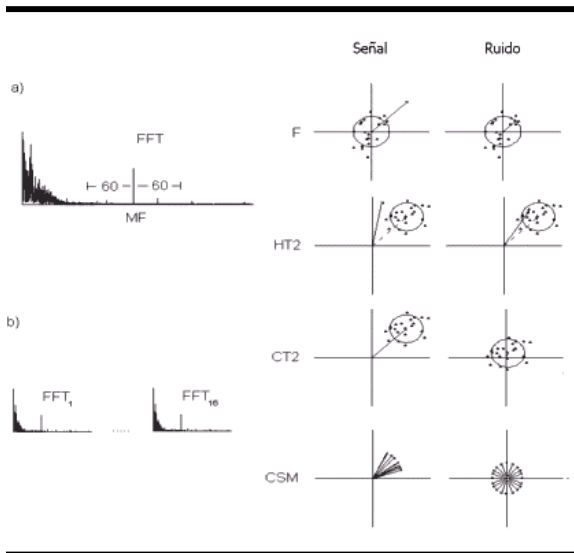 Señal Ruido
a)
F
FFT
60 60
MF
HT2
b)
CT2
FFT1 FFT16
CSM